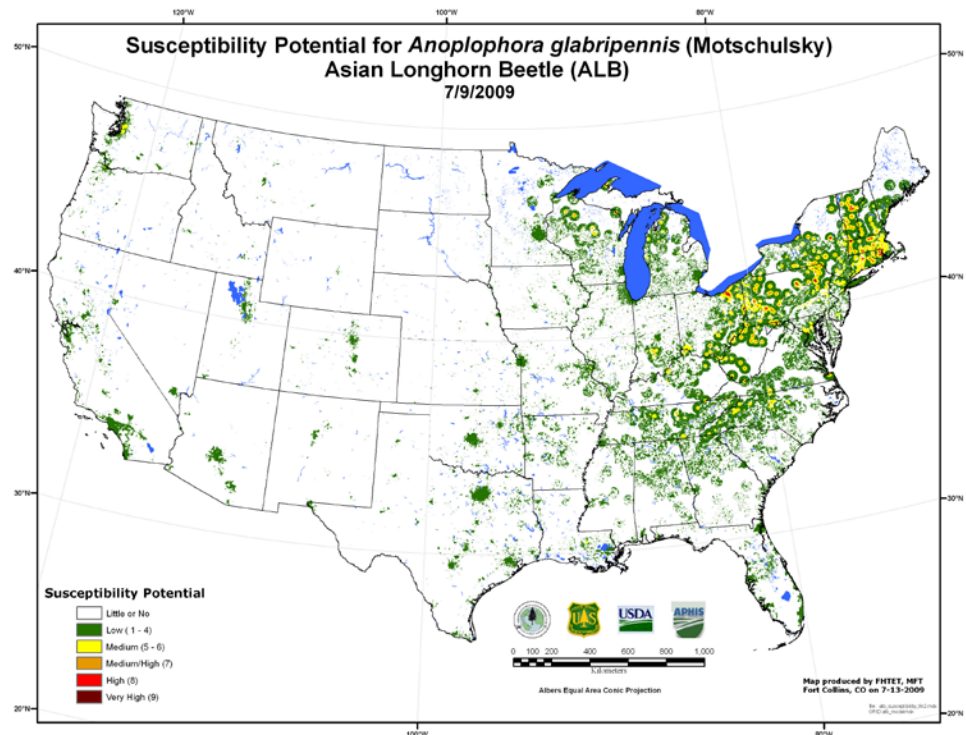 120°W
100°W
80°W
50°N
50°N
Susceptibility Potential for Anoplophora glabripennis (Motschulsky)
Asian Longhorn Beetle (ALB)
7/9/2009
40°N
40°N
30°N
30°N
Susceptibility Potential
Little or No
Low ( 1 - 4)
Medium (5 - 6)
Medium/High (7)
High (8)
Very High (9)
U S
USDA
APHIS
0 100 200 400 600 800 1,000
Kilometers
Albers Equal Area Conic Projection
Map produced by FHTET, MFT
Fort Collins, CO on 7-13-2009
20°N
20°N
100°W
80°W